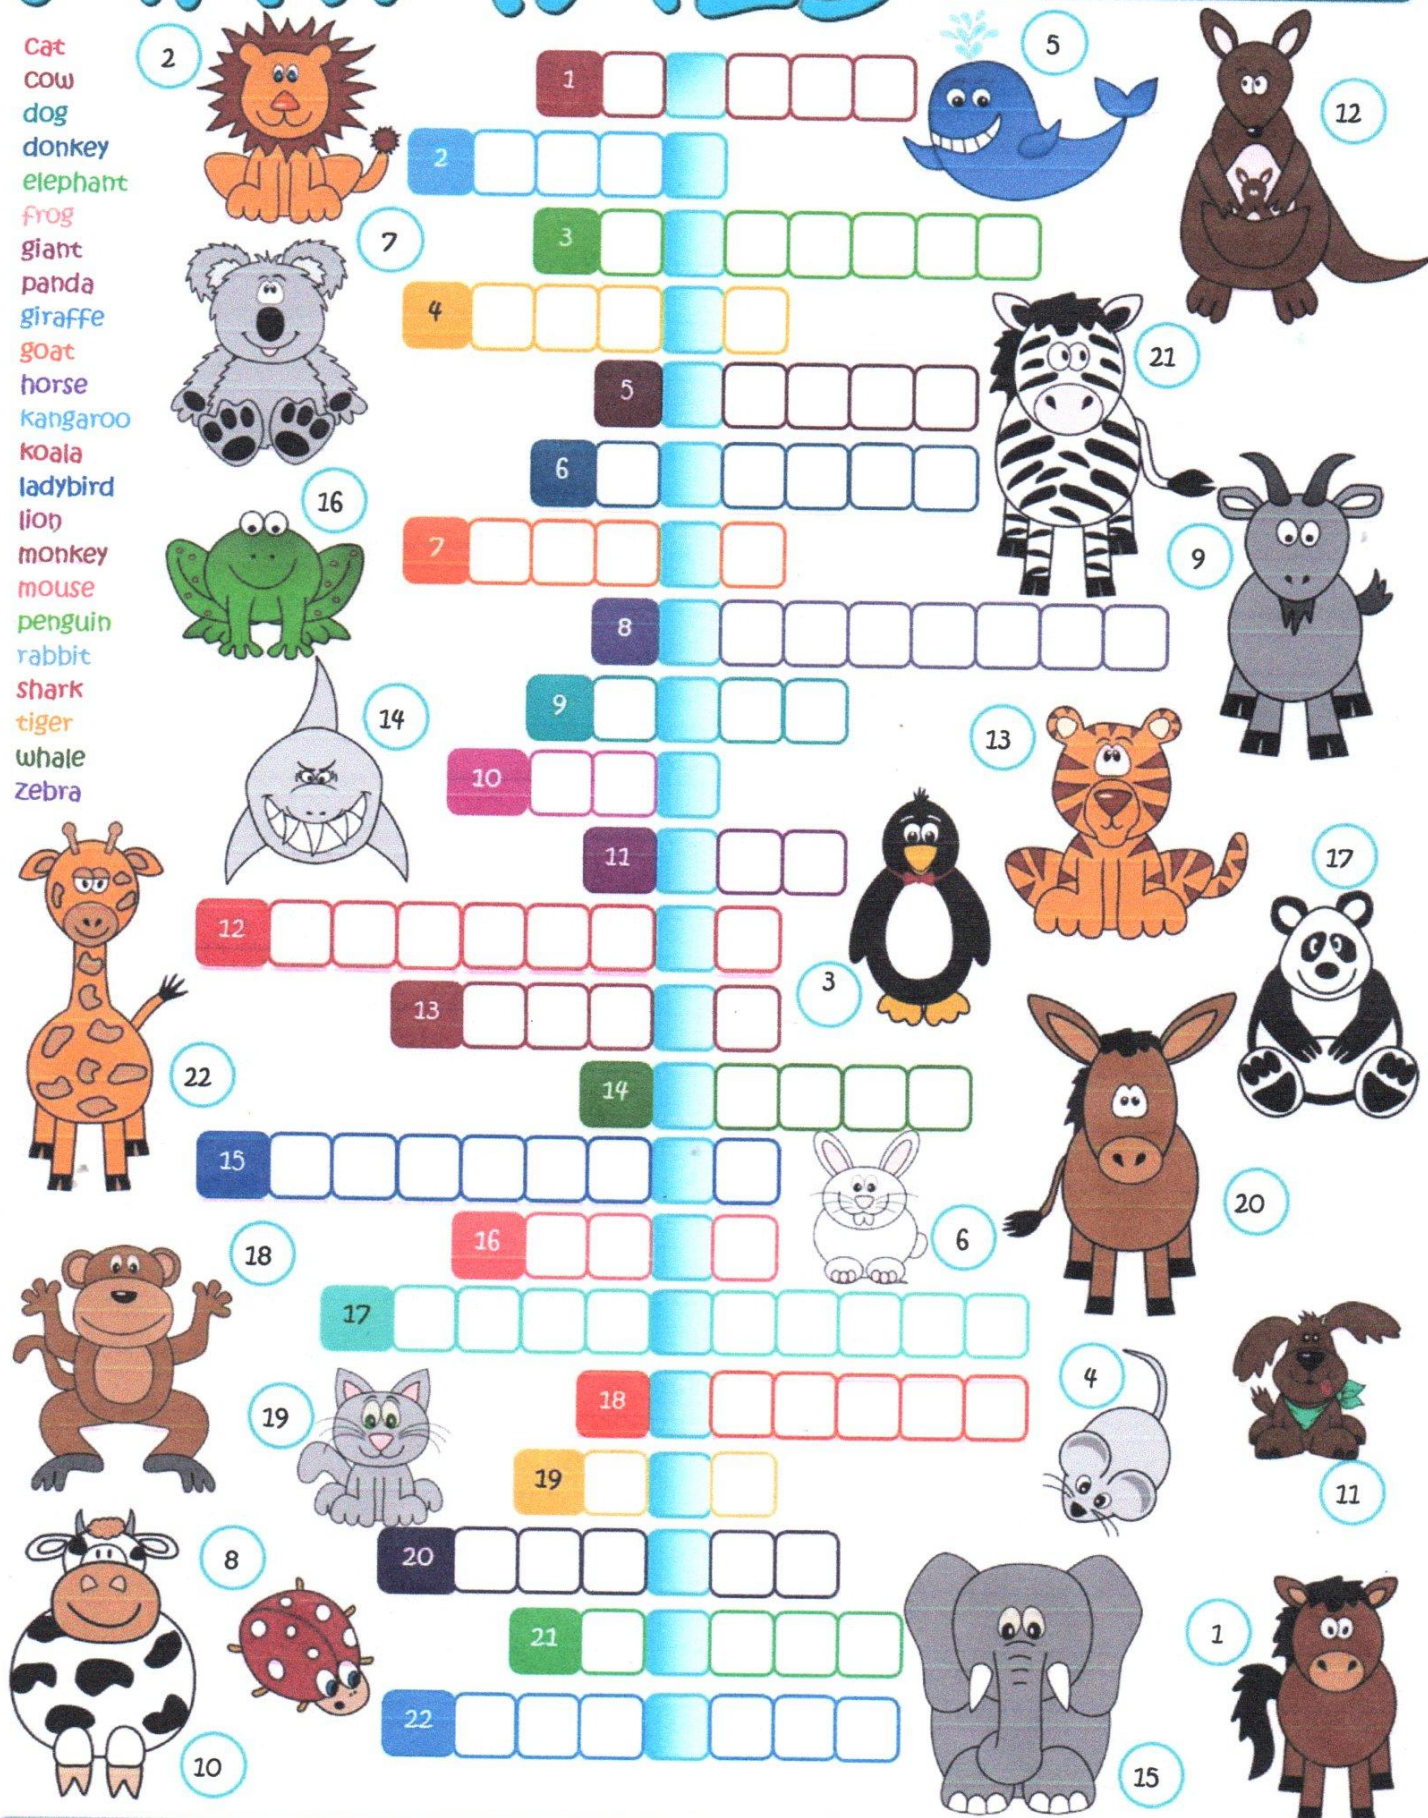 cat
cow
dog
donkey
elephant
frog
giant
panda
giraffe
goat
horse
kangaroo
koala
ladybird
lion
monkey
mouse
penguin
rabbit
shark
tiger
whale
zebra
2
5
12
7
21
16
9
14
13
17
3
22
20
18
6
4
19
11
8
1
10
15
1
2
3
4
5
6
7
8
9
10
11
12
13
14
15
16
17
18
19
20
21
22